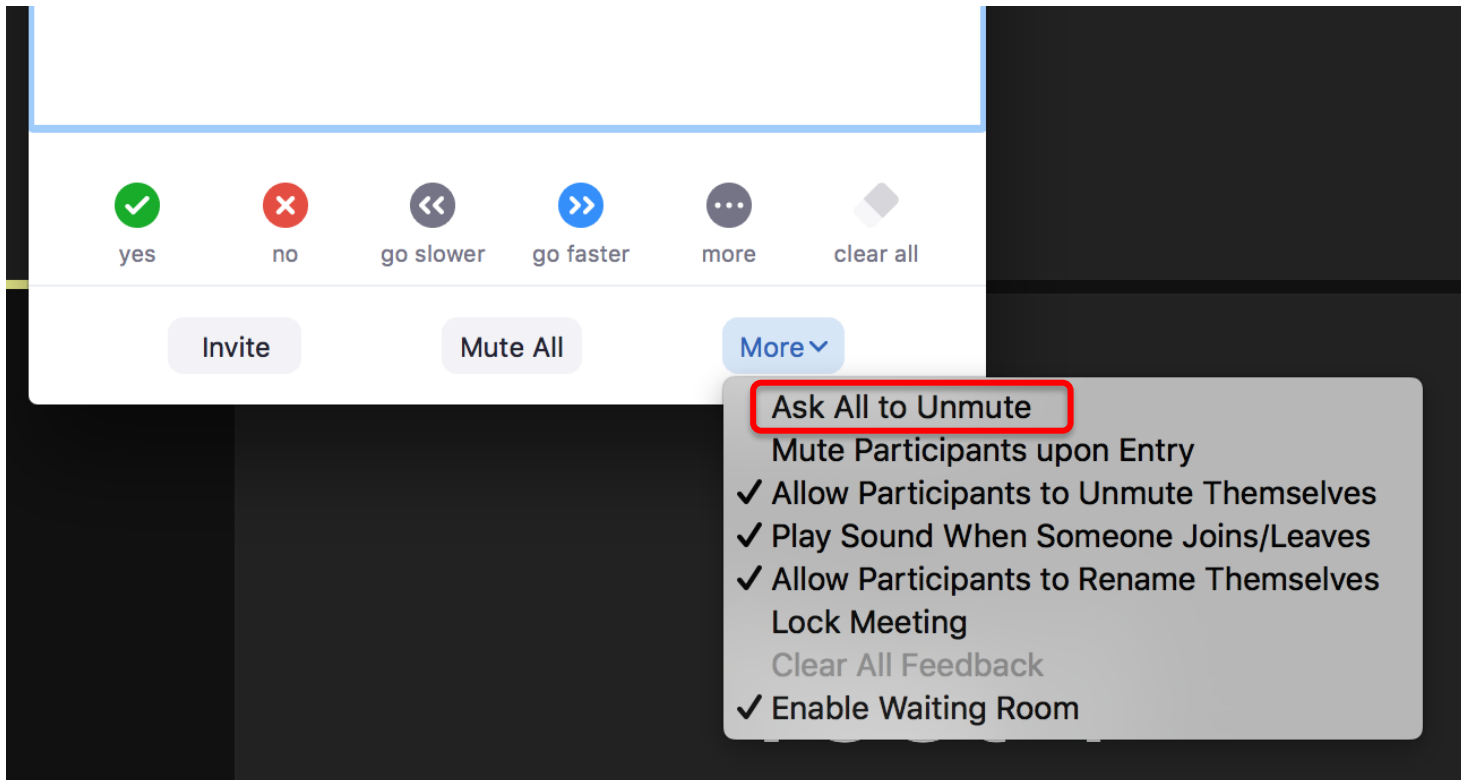 yes
no
go slower
go faster
more
clear all
Invite
Mute All
More
Ask All to Unmute
Mute Participants upon Entry
Allow Participants to Unmute Themselves
Play Sound When Someone Joins/Leaves
Allow Participants to Rename Themselves
Lock Meeting
Clear All Feedback
Enable Waiting Room